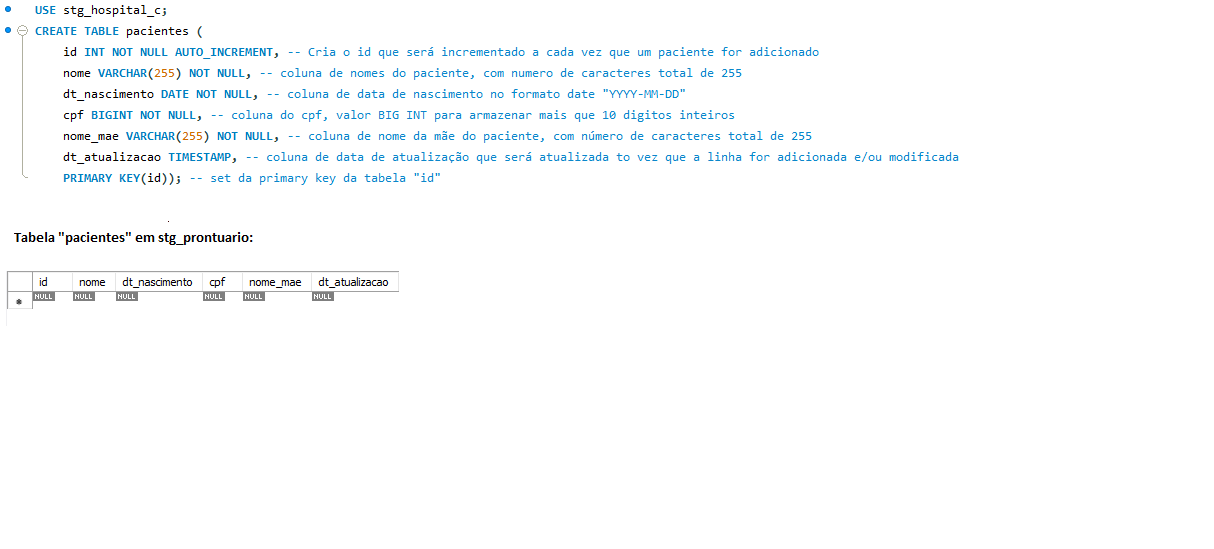 USE stg_hospital_c;
CREATE TABLE pacientes (
id INT NOT NULL AUTO_INCREMENT, -- Cria o id que será incrementado a cada vez que um paciente for adicionado
nome VARCHAR(255) NOT NULL, -- coluna de nomes do paciente, com numero de caracteres total de 255
dt_nascimento DATE NOT NULL, -- coluna de data de nascimento no formato date "YYYY-MM-DD"
cpf BIGINT NOT NULL, -- coluna do cpf, valor BIG INT para armazenar mais que 10 digitos inteiros
nome_mae VARCHAR(255) NOT NULL, -- coluna de nome da mãe do paciente, com número de caracteres total de 255
dt_atualizacao TIMESTAMP, -- coluna de data de atualização que será atualizada to vez que a linha for adicionada e/ou modificada
PRIMARY KEY(id)); -- set da primary key da tabela "id"
Tabela "pacientes" em stg_prontuario:
id nome dt_nascimento cpf nome_mae dt_atualizacao
NULL NULL NULL NULL NULL NULL